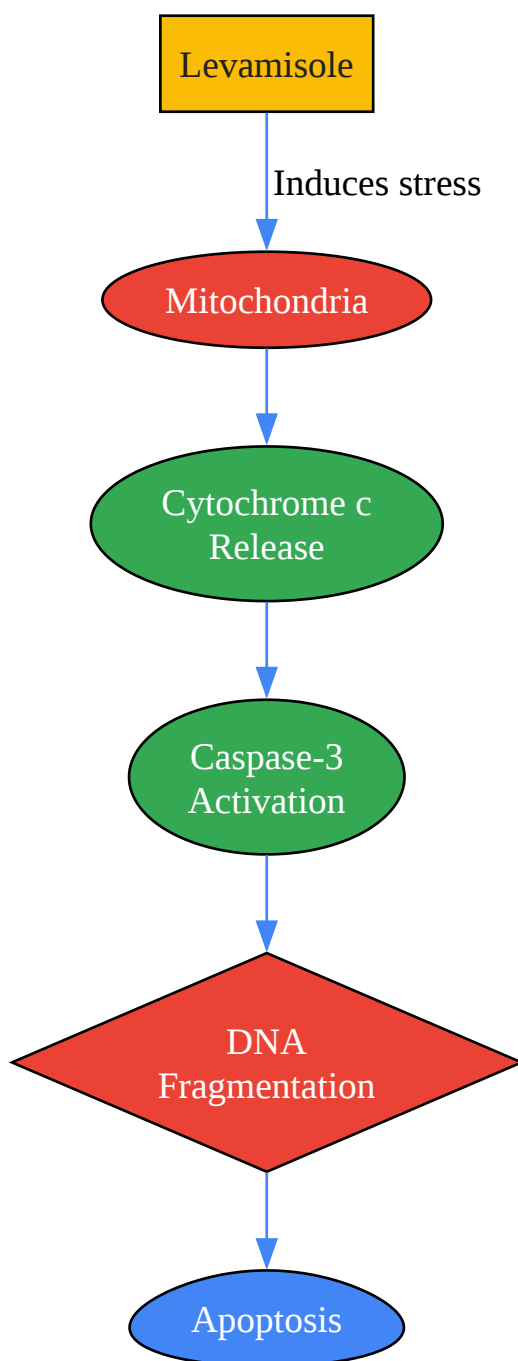 Levamisole
Induces stress
Mitochondria
Cytochrome c
Release
Caspase-3
Activation
DNA
Fragmentation
Apoptosis